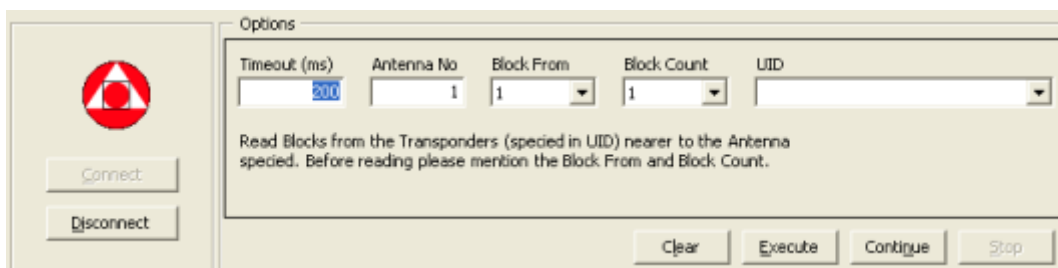 Options
Timeout (ms) Antenna No Block From Block Count UID
200 1 1 1
Read Blocks from the Transponders (specied in UID) nearer to the Antenna
specied. Before reading please mention the Block From and Block Count.
Connect
Disconnect
Clear Execute Continue Stop